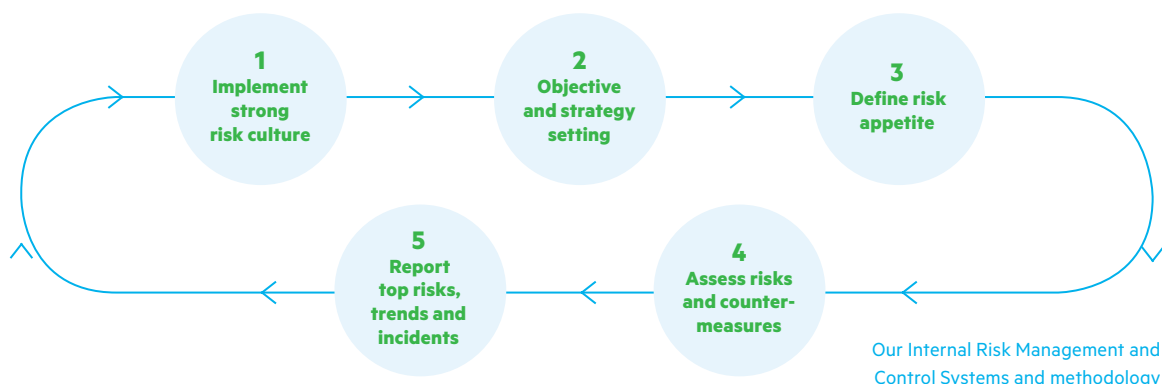 1
Implement
strong
risk culture
2
Objective
and strategy
setting
3
Define risk
appetite
4
Assess risks
and counter-
measures
5
Report
top risks,
trends and
incidents
Our Internal Risk Management and
Control Systems and methodology